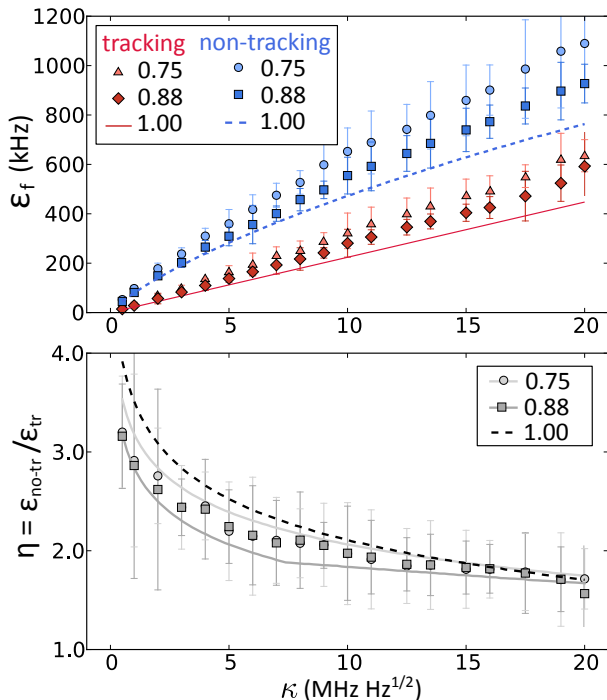 1200
1000
800
600
400
200
0
ε_f (kHz)
tracking non-tracking
0.75 0.75
0.88 0.88
1.00 1.00
0 5 10 15 20
4.0
3.0
2.0
1.0
η = ε_no-tr/ε_tr
0.75
0.88
1.00
0 5 10 15 20
κ (MHz Hz^1/2)